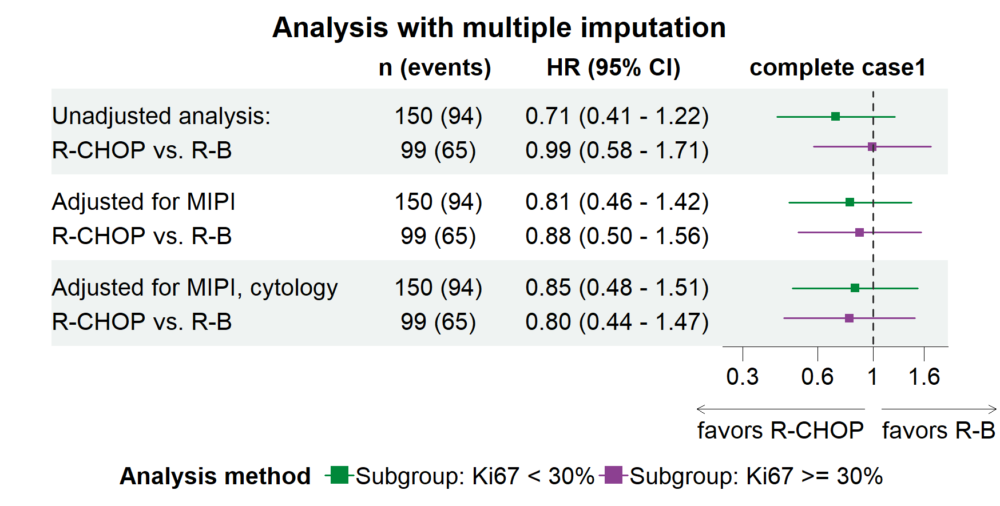 Analysis with multiple imputation
n (events) HR (95% CI) complete case1
Unadjusted analysis: 150 (94) 0.71 (0.41 - 1.22)
R-CHOP vs. R-B 99 (65) 0.99 (0.58 - 1.71)
Adjusted for MIPI 150 (94) 0.81 (0.46 - 1.42)
R-CHOP vs. R-B 99 (65) 0.88 (0.50 - 1.56)
Adjusted for MIPI, cytology 150 (94) 0.85 (0.48 - 1.51)
R-CHOP vs. R-B 99 (65) 0.80 (0.44 - 1.47)
0.3 0.6 1 1.6
favors R-CHOP favors R-B
Analysis method Subgroup: Ki67 < 30% Subgroup: Ki67 >= 30%